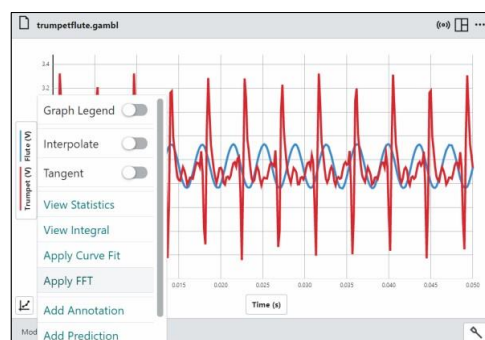 trumpetflute.gambl
3.4
3.2
Trumpet (V) Flute (V)
Graph Legend
Interpolate
Tangent
View Statistics
View Integral
Apply Curve Fit
Apply FFT
Add Annotation
Add Prediction
0.015 0.020 0.025 0.030 0.035 0.040 0.045 0.050
Time (s)
Mod